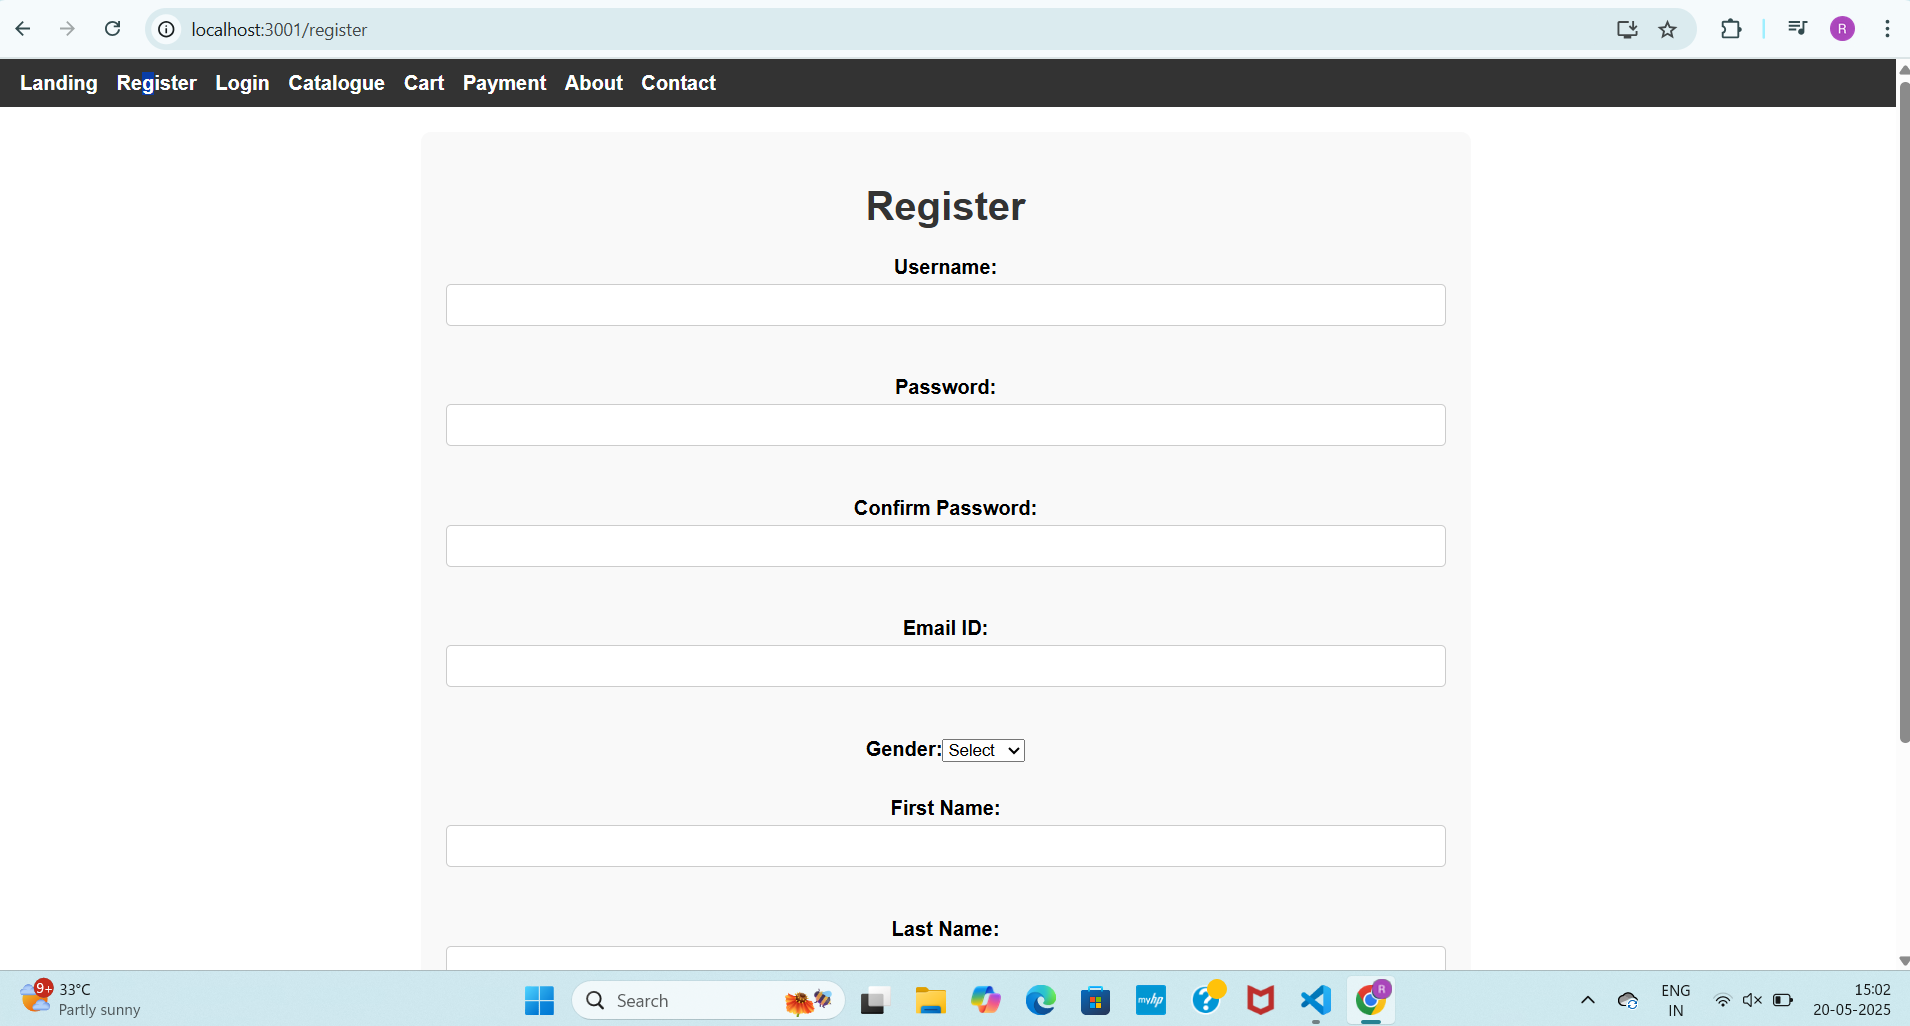 localhost:3001/register
R
Landing Register Login Catalogue Cart Payment About Contact
Register
Username:
Password:
Confirm Password:
Email ID:
Gender: Select
First Name:
Last Name:
9+
33°C
Partly sunny
Search
myhp
?
R
ENG
IN
15:02
20-05-2025